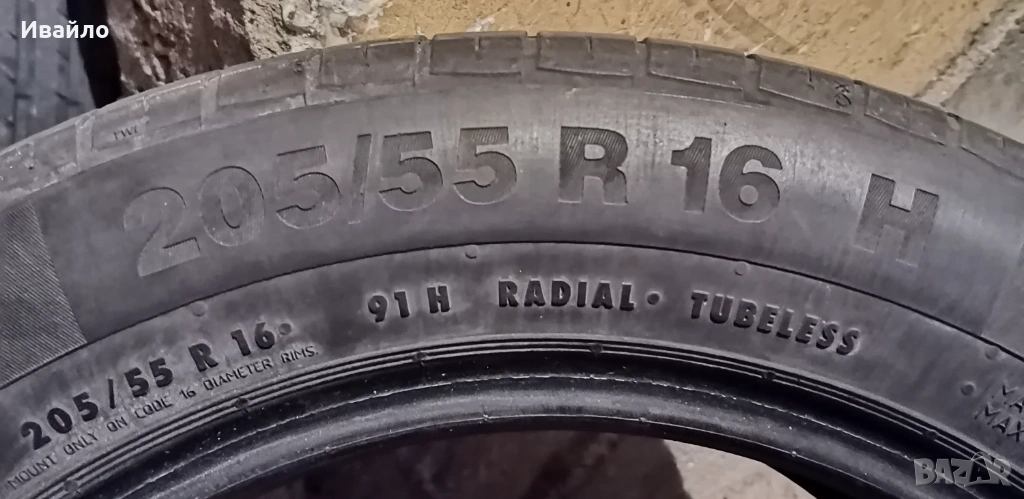 Ивайло
TWI
205/55 R 16 H
205/55 R 16 91 H RADIAL TUBELESS
MOUNT ONLY ON CODE 16 DIAMETER RIMS.
MAX
BAZAR